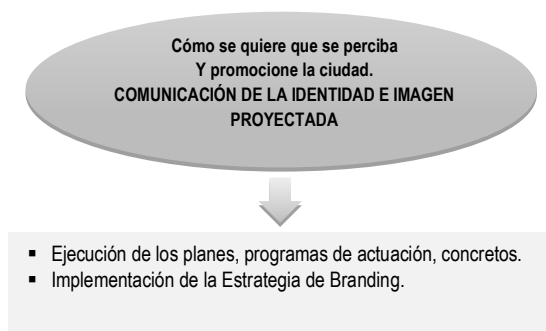 Cómo se quiere que se perciba
Y promocione la ciudad.
COMUNICACIÓN DE LA IDENTIDAD E IMAGEN
PROYECTADA
▪ Ejecución de los planes, programas de actuación, concretos.
▪ Implementación de la Estrategia de Branding.